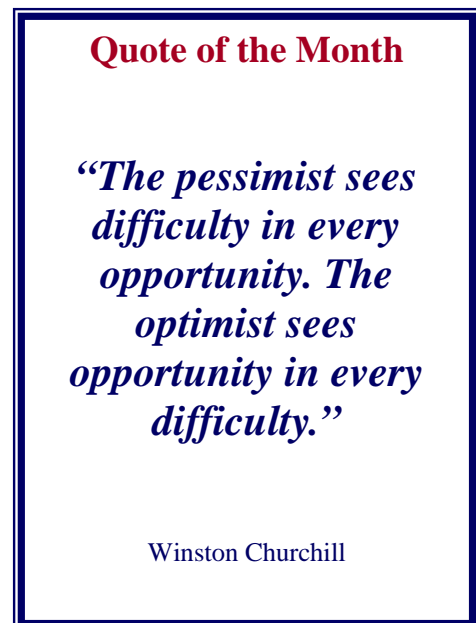 Quote of the Month
“The pessimist sees
difficulty in every
opportunity. The
optimist sees
opportunity in every
difficulty.”
Winston Churchill